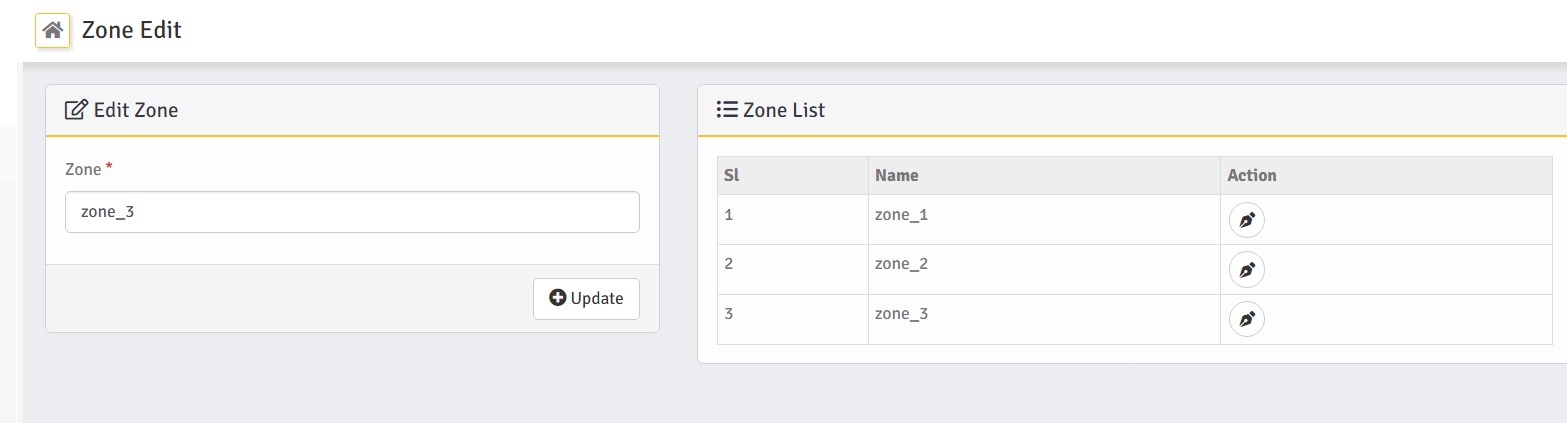 Zone Edit
Edit Zone
Zone *
zone_3
Update
Zone List
Sl Name Action
1 zone_1
2 zone_2
3 zone_3